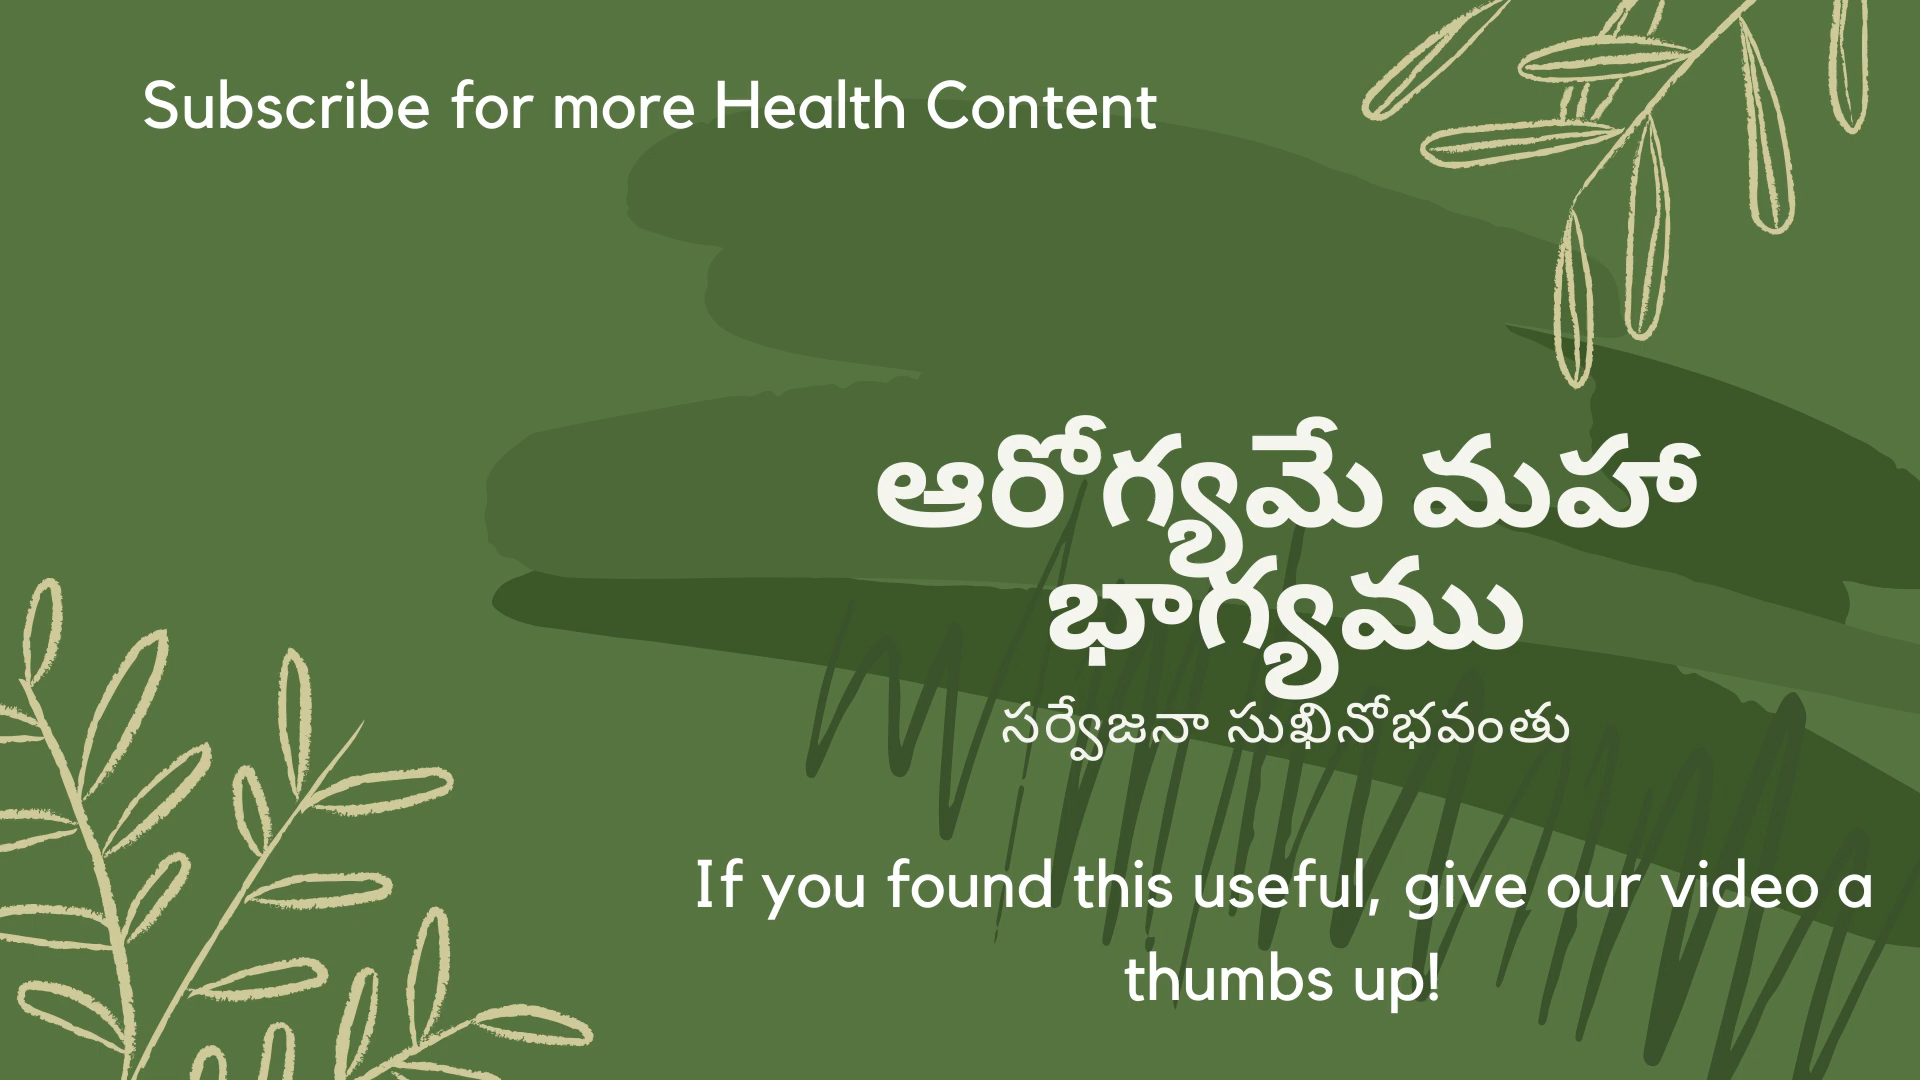 Subscribe for more Health Content
ఆరోగ్యమే మహా
భాగ్యము
సర్వేజనా సుఖినోభవంతు
If you found this useful, give our video a
thumbs up!